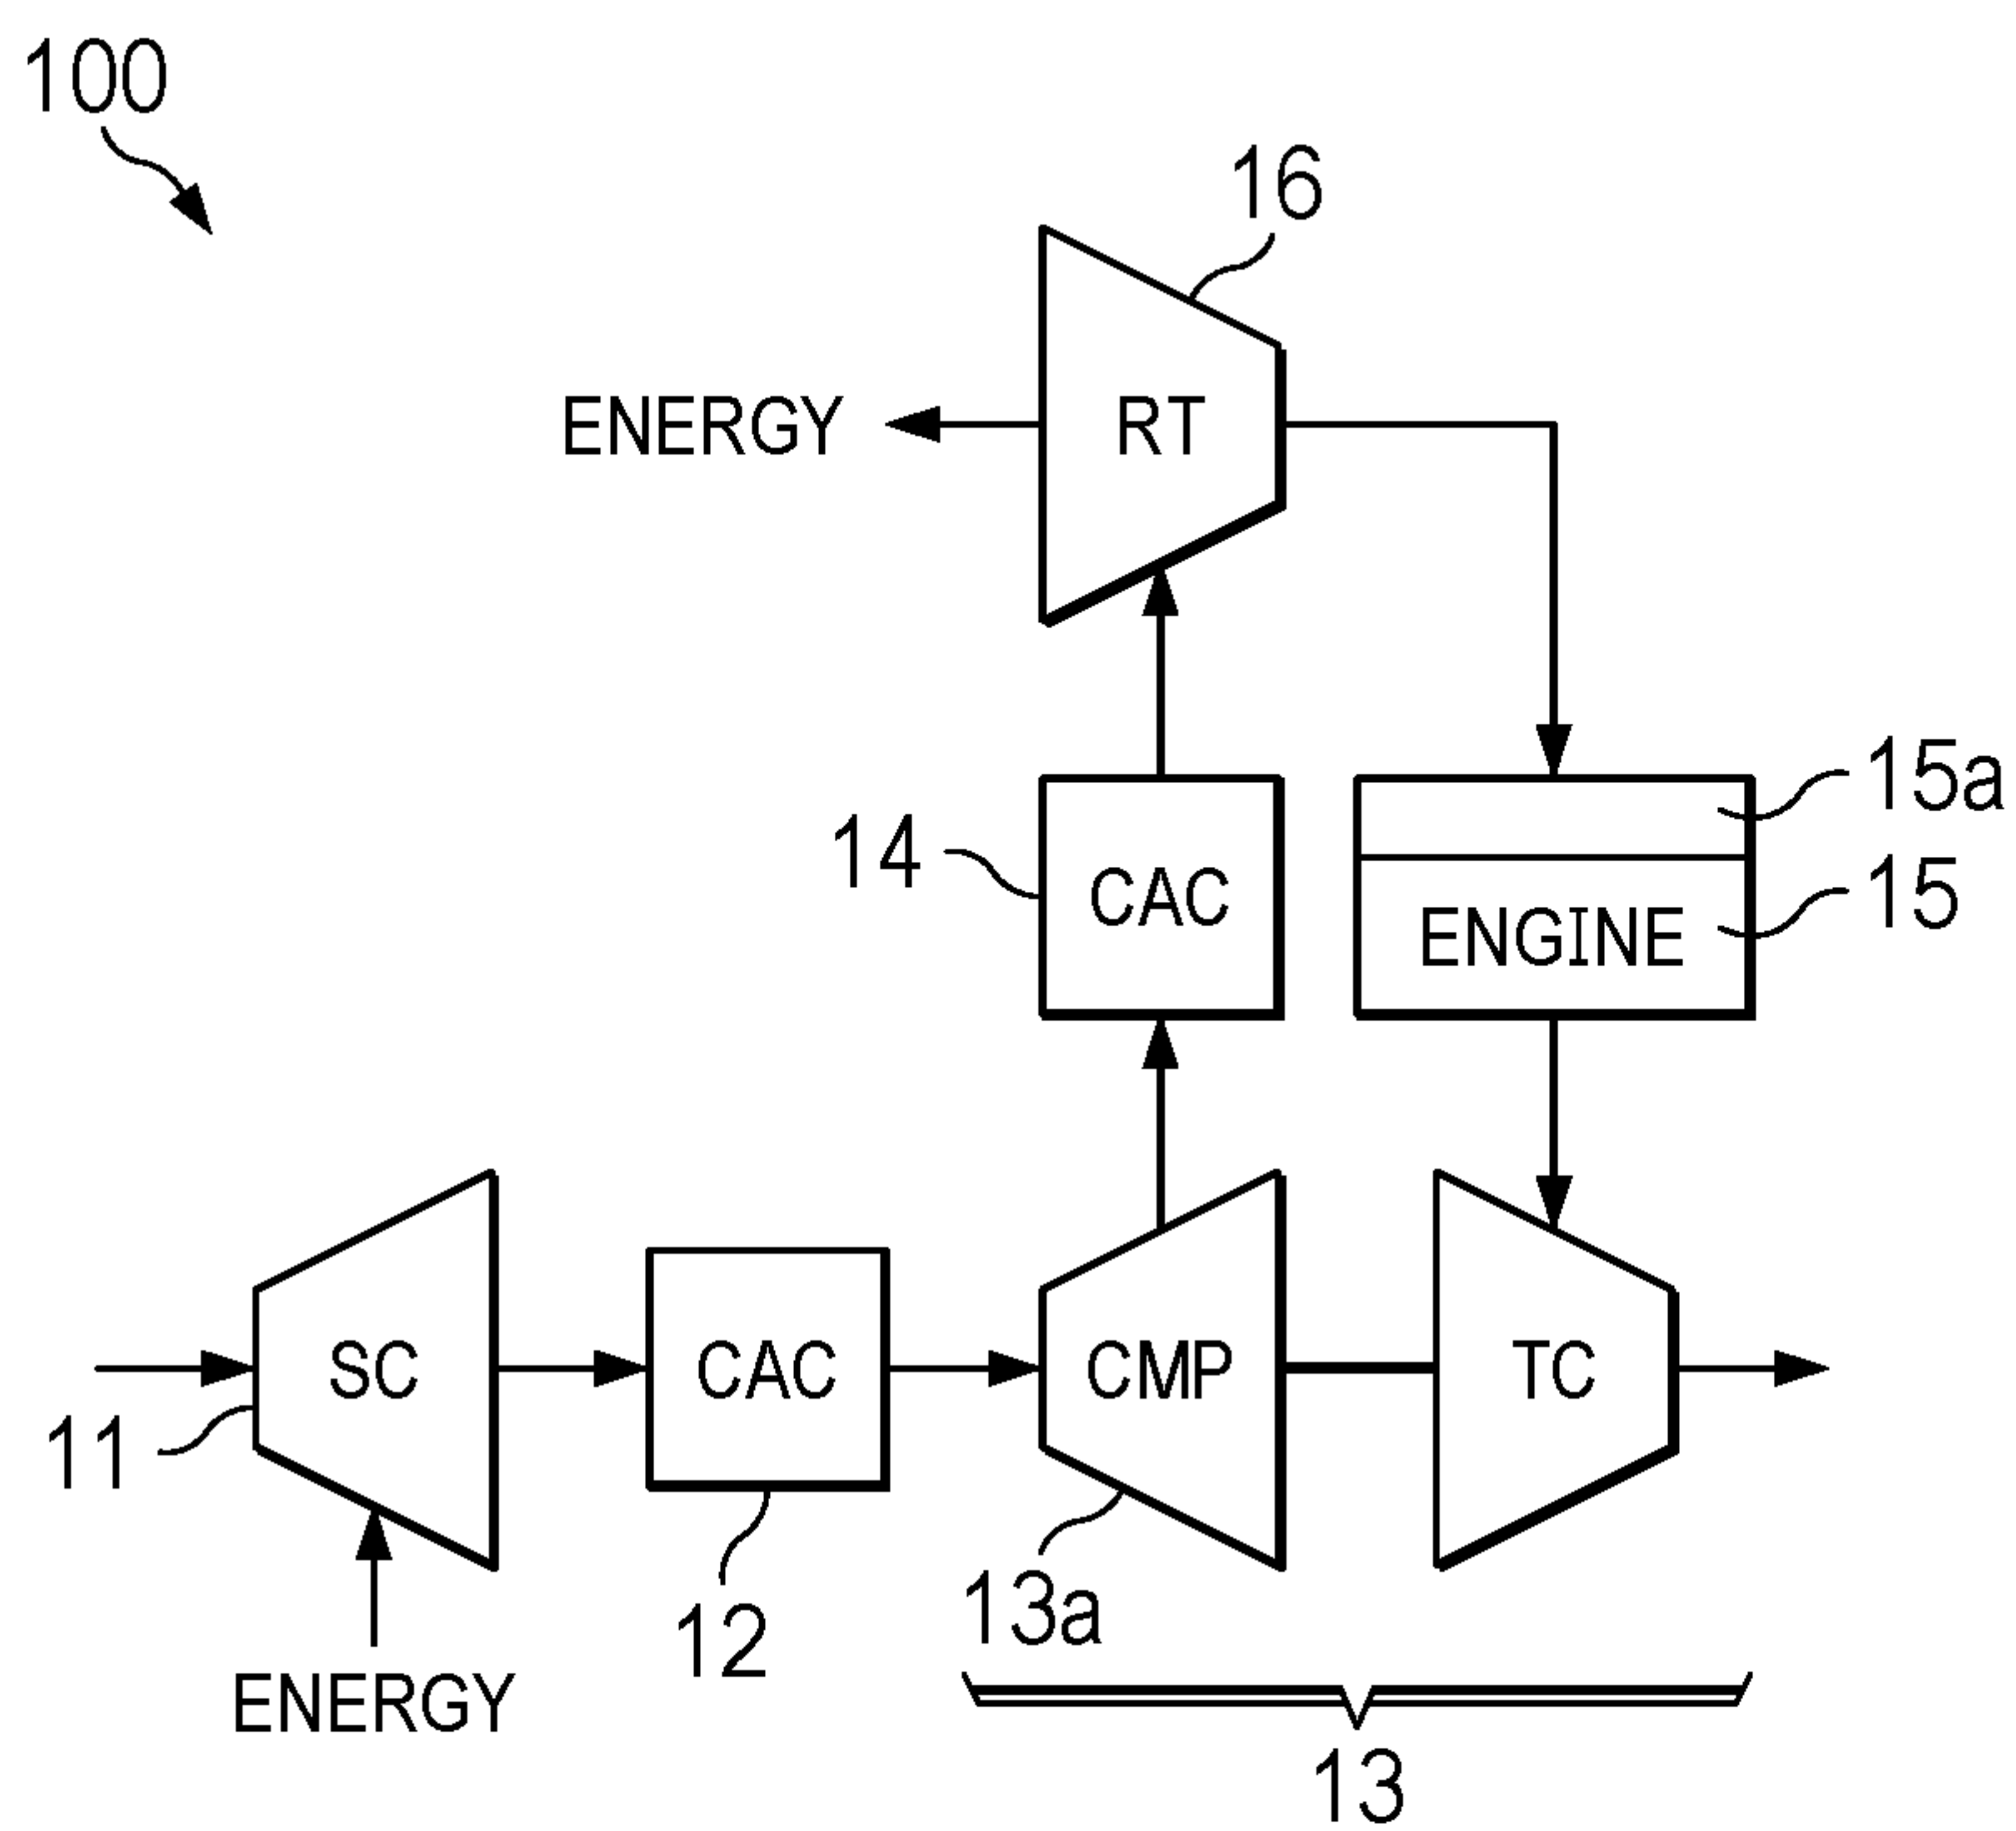 100
16
ENERGY
RT
15a
14
CAC
15
ENGINE
SC
CAC
CMP
TC
11
12
13a
ENERGY
13